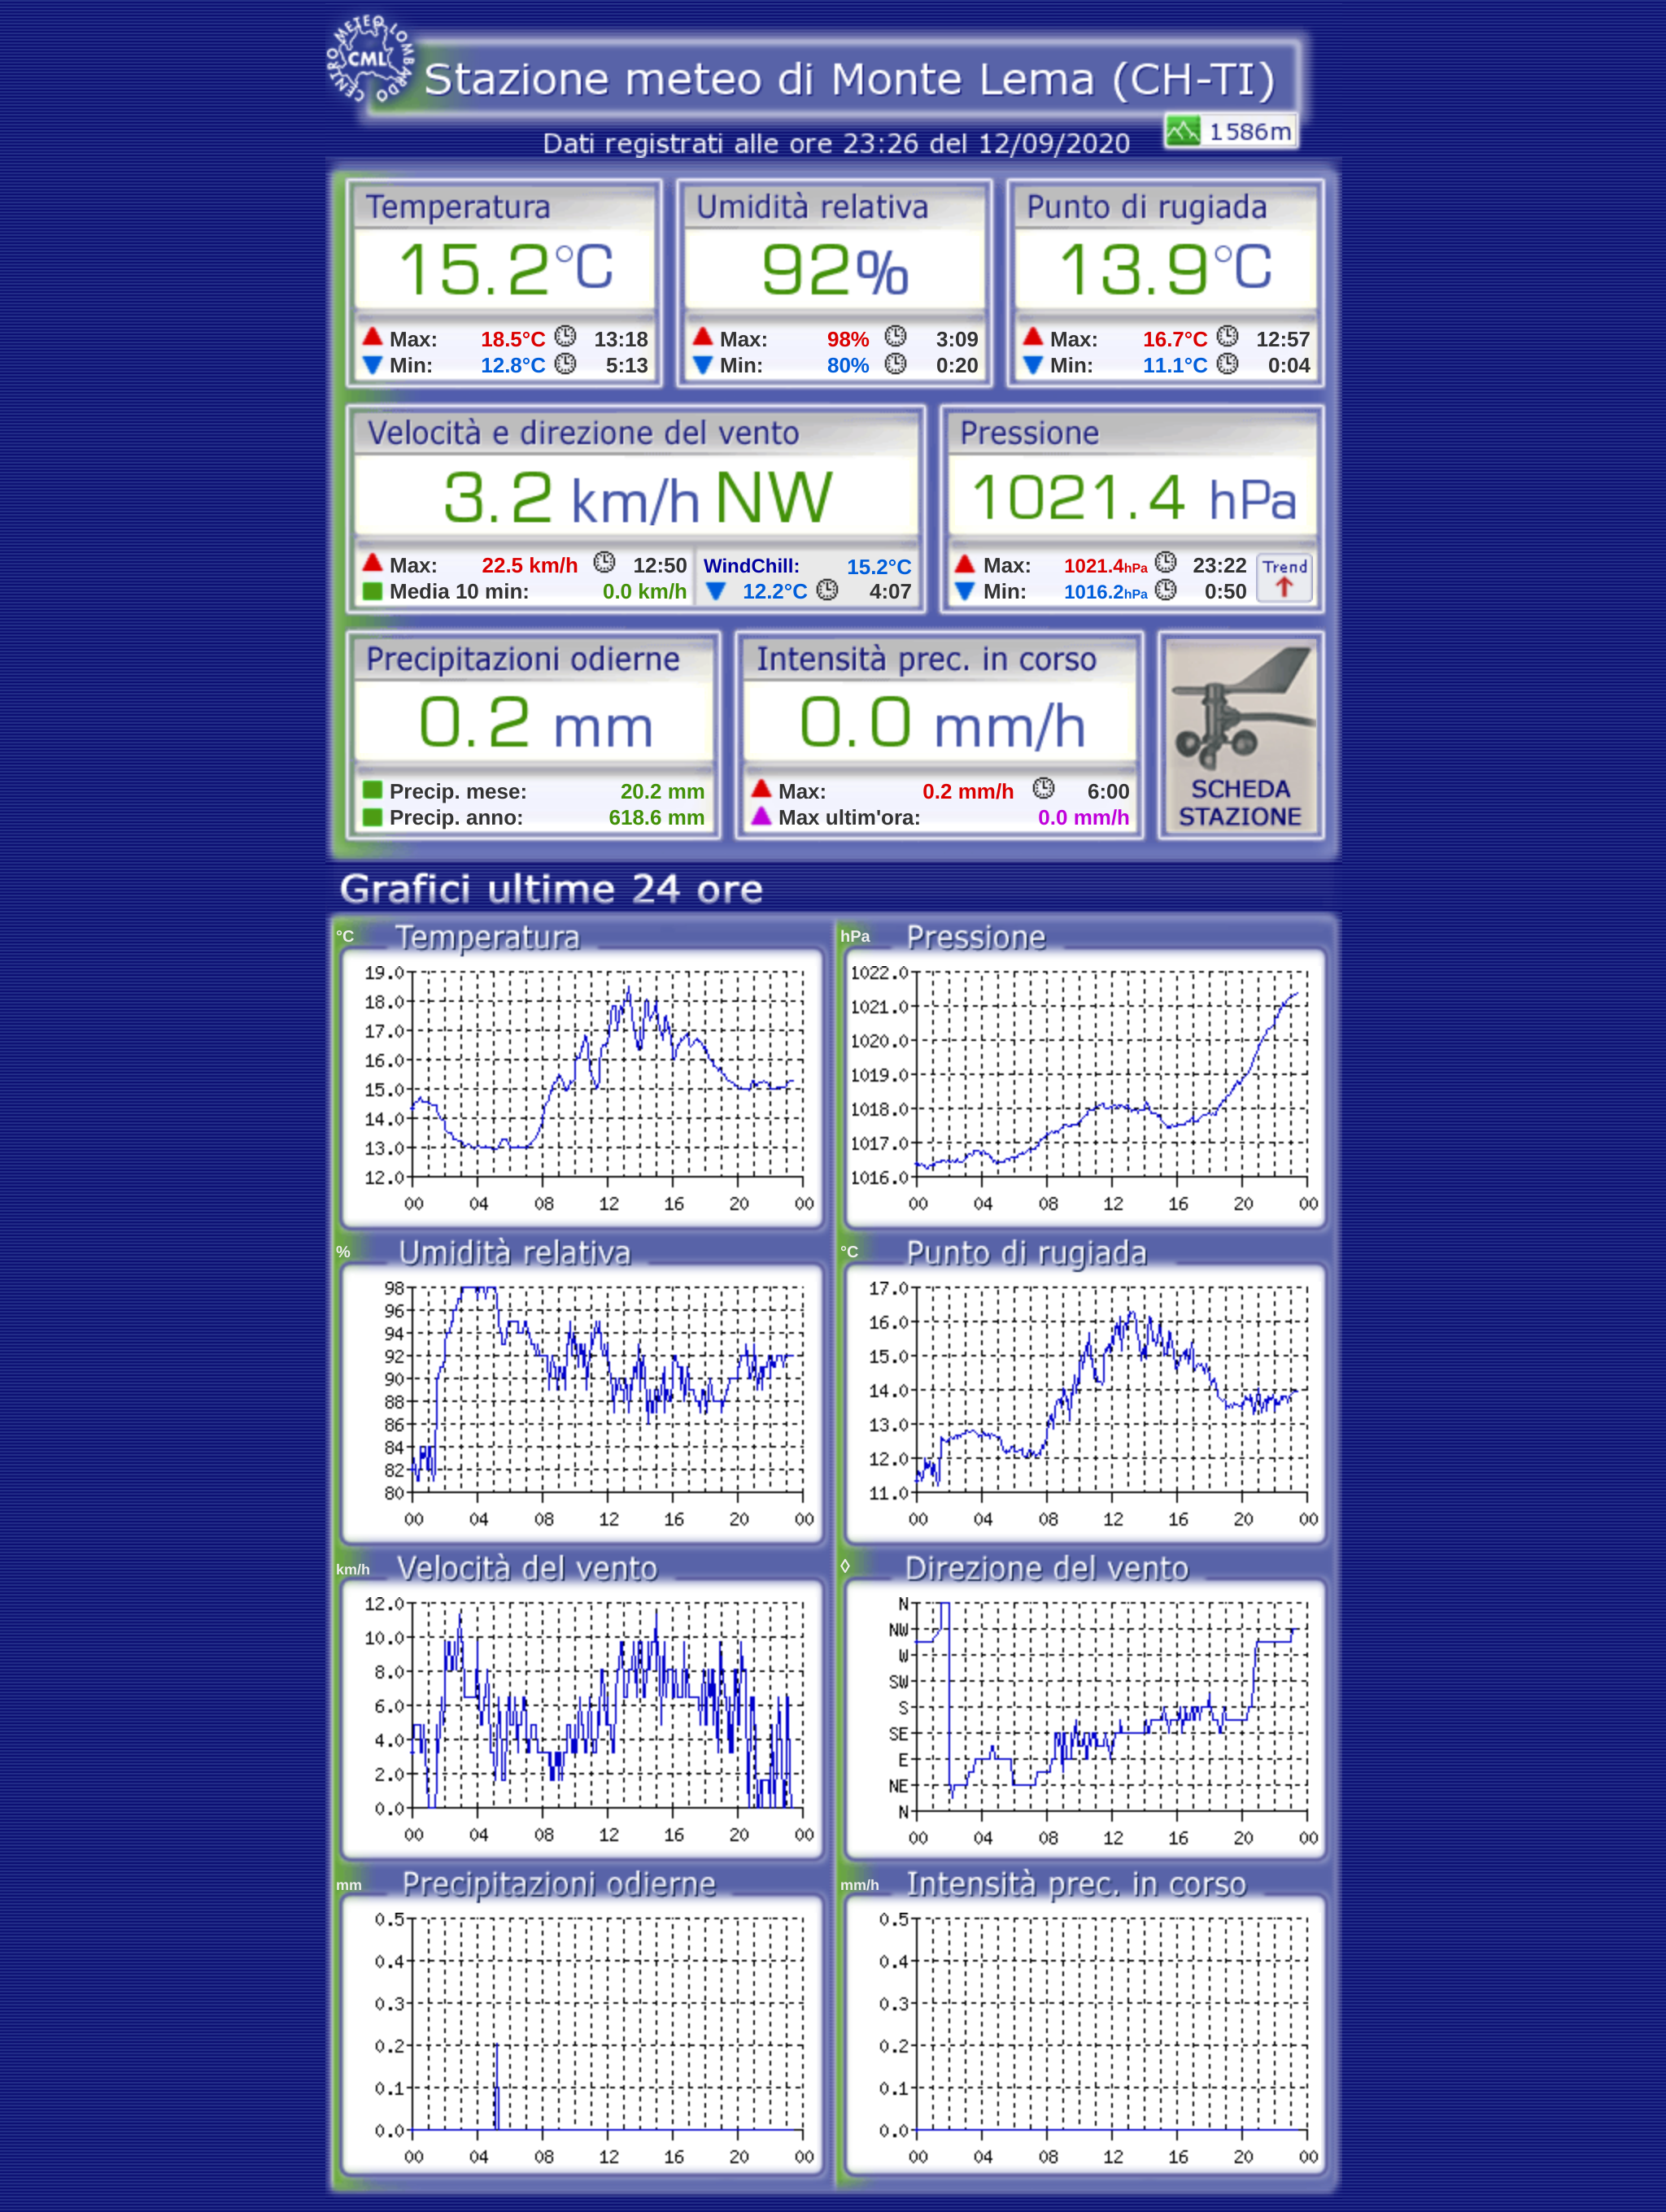 CENTRO METEO LOMBARDO
CML
Stazione meteo di Monte Lema (CH-TI)
Dati registrati alle ore 23:26 del 12/09/2020
1586m
Temperatura
15.2°C
Max: 18.5°C 13:18
Min: 12.8°C 5:13
Umidità relativa
92%
Max: 98% 3:09
Min: 80% 0:20
Punto di rugiada
13.9°C
Max: 16.7°C 12:57
Min: 11.1°C 0:04
Velocità e direzione del vento
3.2 km/h NW
Max: 22.5 km/h 12:50
Media 10 min: 0.0 km/h
WindChill: 15.2°C
12.2°C 4:07
Pressione
1021.4 hPa
Max: 1021.4hPa 23:22
Min: 1016.2hPa 0:50
Trend
Precipitazioni odierne
0.2 mm
Precip. mese: 20.2 mm
Precip. anno: 618.6 mm
Intensità prec. in corso
0.0 mm/h
Max: 0.2 mm/h 6:00
Max ultim'ora: 0.0 mm/h
SCHEDA
STAZIONE
Grafici ultime 24 ore
°C Temperatura
19.0
18.0
17.0
16.0
15.0
14.0
13.0
12.0
00 04 08 12 16 20 00
hPa Pressione
1022.0
1021.0
1020.0
1019.0
1018.0
1017.0
1016.0
00 04 08 12 16 20 00
% Umidità relativa
98
96
94
92
90
88
86
84
82
80
00 04 08 12 16 20 00
°C Punto di rugiada
17.0
16.0
15.0
14.0
13.0
12.0
11.0
00 04 08 12 16 20 00
km/h Velocità del vento
12.0
10.0
8.0
6.0
4.0
2.0
0.0
00 04 08 12 16 20 00
◊ Direzione del vento
N
NW
W
SW
S
SE
E
NE
N
00 04 08 12 16 20 00
mm Precipitazioni odierne
0.5
0.4
0.3
0.2
0.1
0.0
00 04 08 12 16 20 00
mm/h Intensità prec. in corso
0.5
0.4
0.3
0.2
0.1
0.0
00 04 08 12 16 20 00